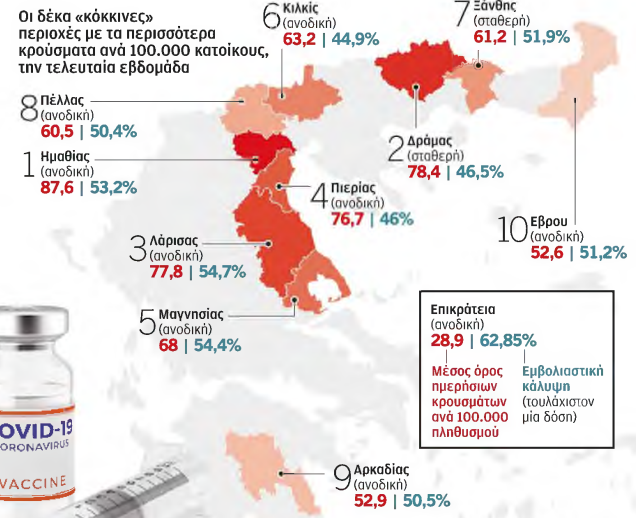 Οι δέκα «κόκκινες»
περιοχές με τα περισσότερα
κρούσματα ανά 100.000 κατοίκους,
την τελευταία εβδομάδα
6 Κιλκίς
(ανοδική)
63,2 | 44,9%
7 Ξάνθης
(σταθερή)
61,2 | 51,9%
8 Πέλλας
(ανοδική)
60,5 | 50,4%
1 Ημαθίας
(ανοδική)
87,6 | 53,2%
2 Δράμας
(σταθερή)
78,4 | 46,5%
4 Πιερίας
(ανοδική)
76,7 | 46%
10 Εβρου
(ανοδική)
52,6 | 51,2%
3 Λάρισας
(ανοδική)
77,8 | 54,7%
5 Μαγνησίας
(ανοδική)
68 | 54,4%
Επικράτεια
(ανοδική)
28,9 | 62,85%
Μέσος όρος
ημερήσιων
κρουσμάτων
ανά 100.000
πληθυσμού
Εμβολιαστική
κάλυψη
(τουλάχιστον
μία δόση)
9 Αρκαδίας
(ανοδική)
52,9 | 50,5%
OVID-19
ORONAVIRUS
VACCINE